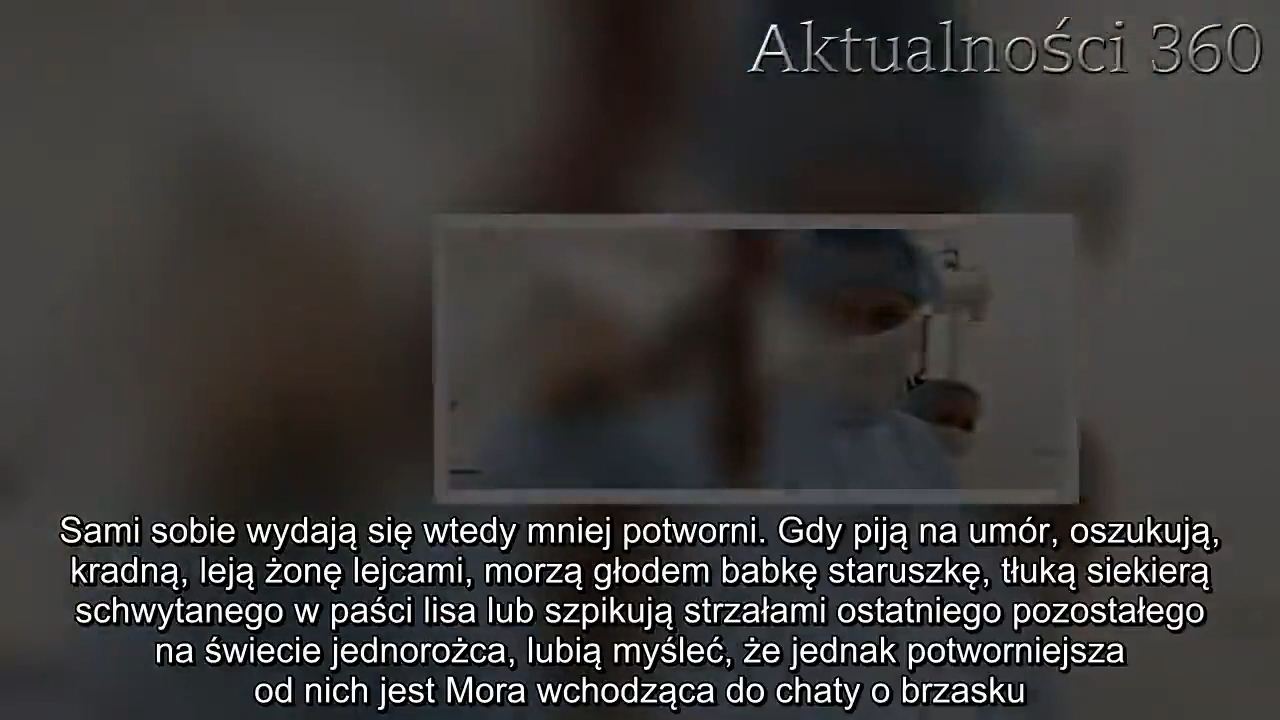 Aktualności 360
Sami sobie wydają się wtedy mniej potworni. Gdy piją na umór, oszukują,
kradną, leją żonę lejcami, morzą głodem babkę staruszkę, tłuką siekierą
schwytanego w paści lisa lub szpikują strzałami ostatniego pozostałego
na świecie jednorożca, lubią myśleć, że jednak potworniejsza
od nich jest Mora wchodząca do chaty o brzasku